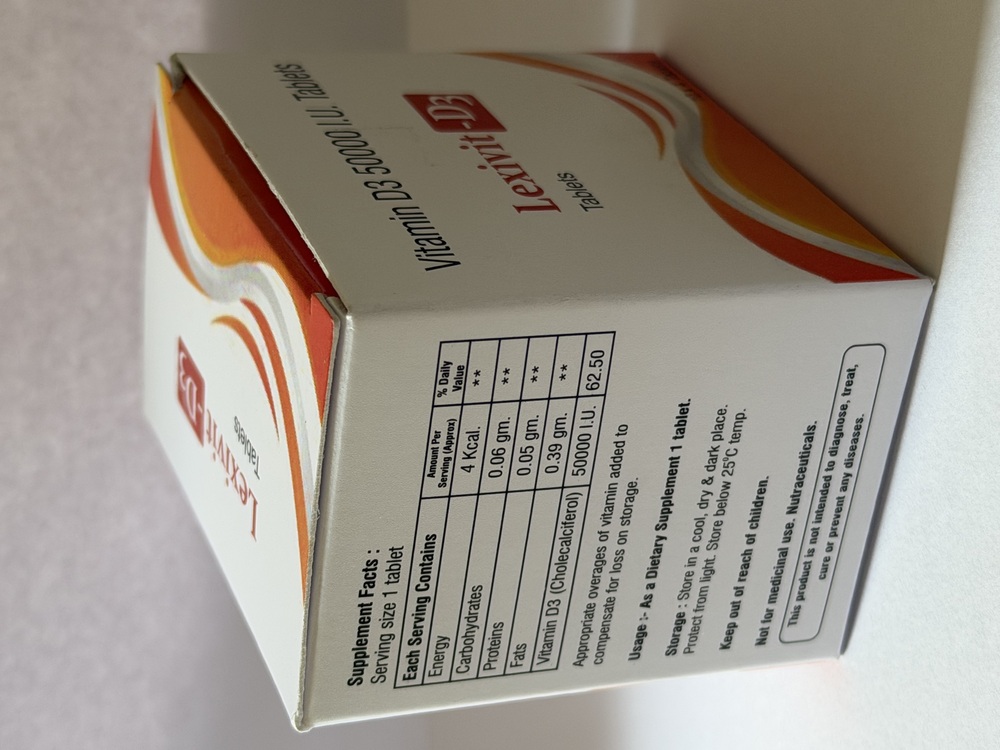 Lexivit-D3
Tablets
Vitamin D3 50000 I.U. Tablets
Lexivit-D3
Tablets
Supplement Facts :
Serving size 1 tablet
Each Serving Contains Amount Per Serving (Approx) % Daily Value
Energy 4 Kcal. **
Carbohydrates 0.06 gm. **
Proteins 0.05 gm. **
Fats 0.39 gm. **
Vitamin D3 (Cholecalciferol) 50000 I.U. 62.50
Appropriate overages of vitamin added to
compensate for loss on storage.
Usage :- As a Dietary Supplement 1 tablet.
Storage : Store in a cool, dry & dark place.
Protect from light. Store below 25°C temp.
Keep out of reach of children.
Not for medicinal use. Nutraceuticals.
This product is not intended to diagnose, treat,
cure or prevent any diseases.